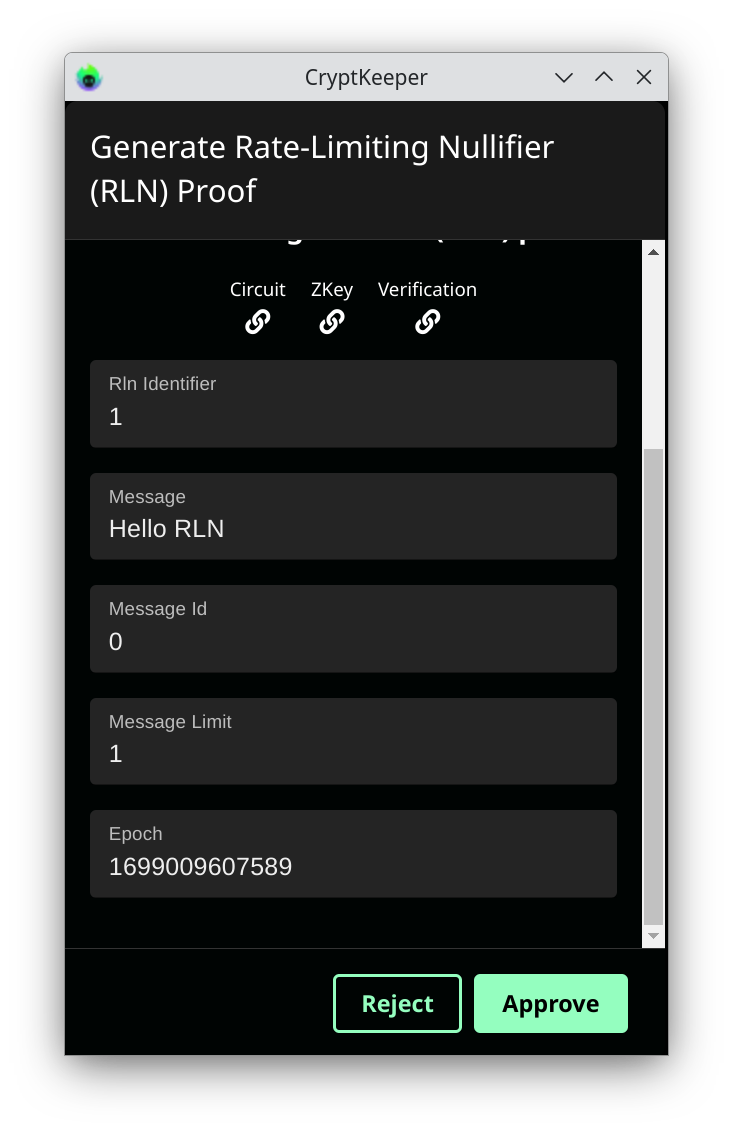 CryptKeeper
Generate Rate-Limiting Nullifier
(RLN) Proof
Circuit ZKey Verification
Rln Identifier
1
Message
Hello RLN
Message Id
0
Message Limit
1
Epoch
1699009607589
Reject Approve